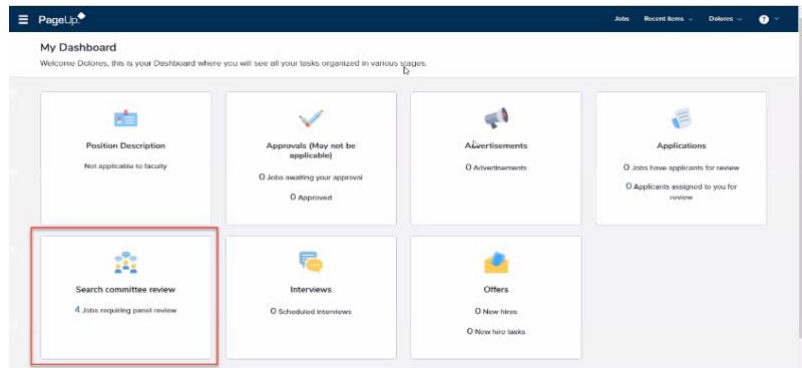 PageUp
Jobs Recent items Dolores ?
My Dashboard
Welcome Dolores, this is your Dashboard where you will see all your tasks organized in various stages.
Position Description
Not applicable to faculty
Approvals (May not be
applicable)
0 Jobs awaiting your approval
0 Approved
Advertisements
0 Advertisements
Applications
0 Jobs have applicants for review
0 Applicants assigned to you for
review
Search committee review
4 Jobs requiring panel review
Interviews
0 Scheduled interviews
Offers
0 New hires
0 New hire tasks